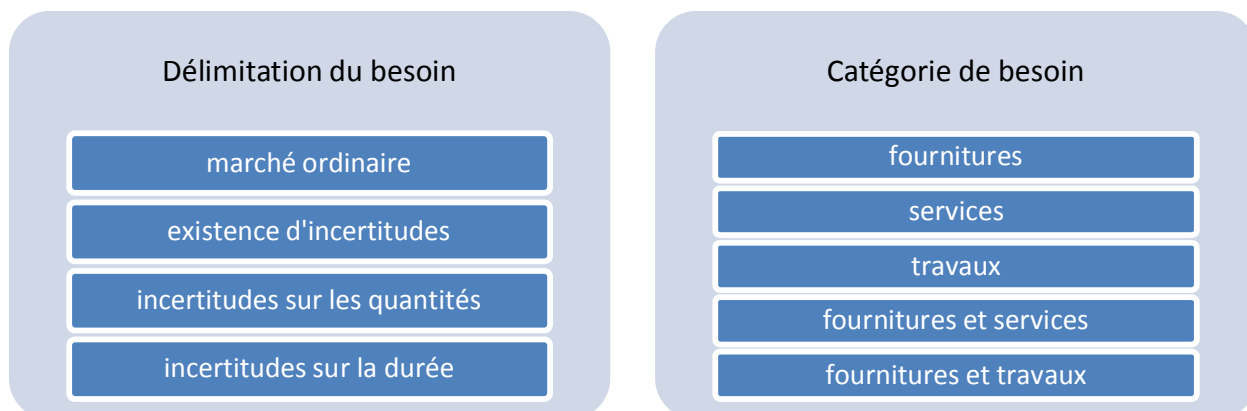 Délimitation du besoin
marché ordinaire
existence d'incertitudes
incertitudes sur les quantités
incertitudes sur la durée
Catégorie de besoin
fournitures
services
travaux
fournitures et services
fournitures et travaux